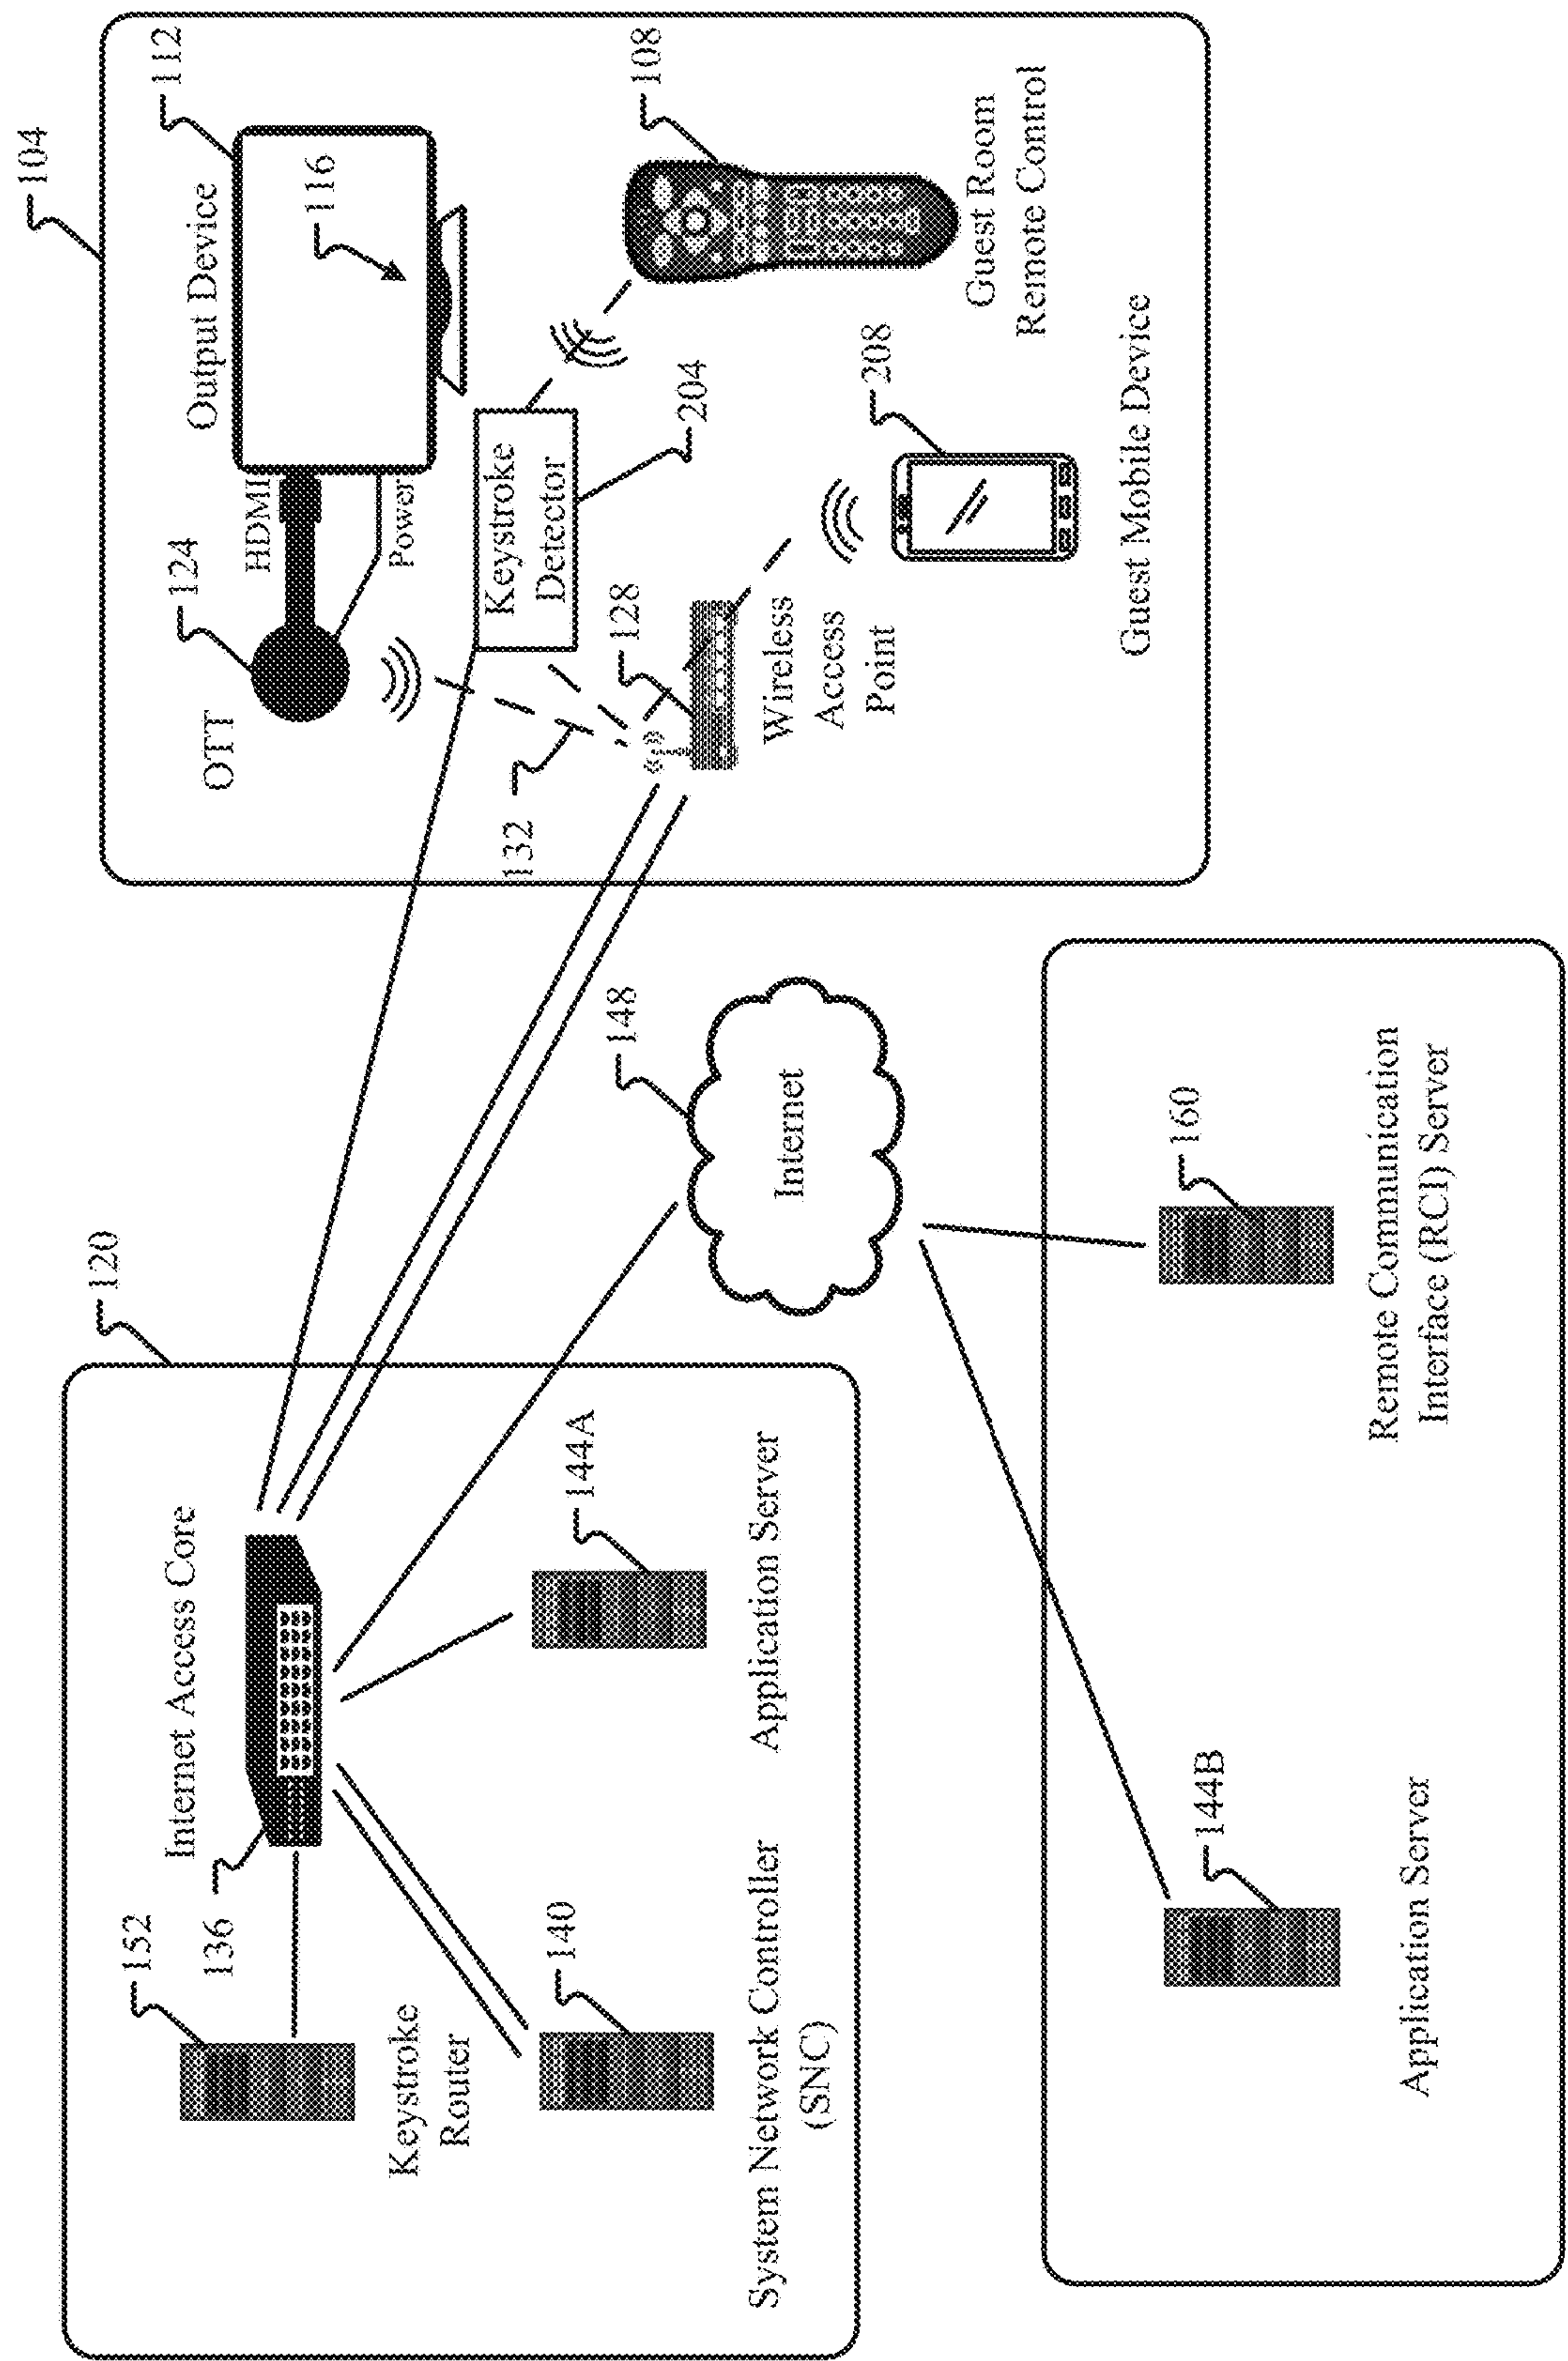 120
152
Internet Access Core
136
Keystroke
Router
140
144A
System Network Controller
(SNC)
Application Server
104
OTT
124
HDMI
Power
Output Device
112
116
132
Keystroke
Detector
204
128
Wireless
Access
Point
208
108
Guest Room
Remote Control
Guest Mobile Device
148
Internet
144B
Application Server
160
Remote Communication
Interface (RCI) Server